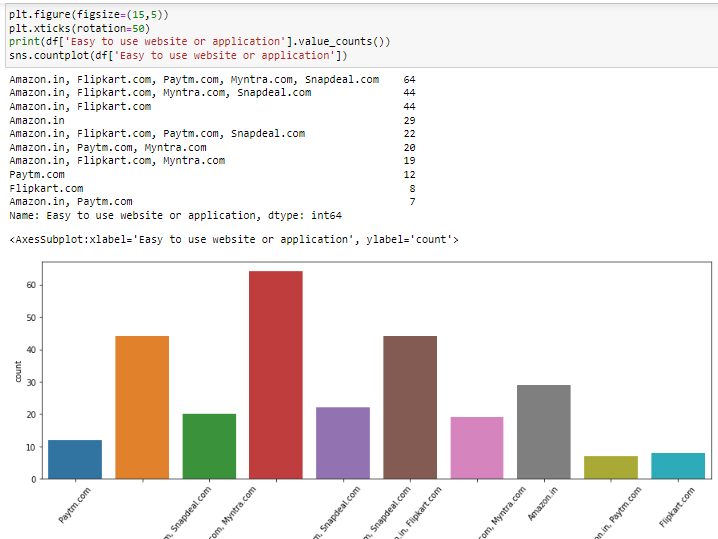 plt.figure(figsize=(15,5))
plt.xticks(rotation=50)
print(df['Easy to use website or application'].value_counts())
sns.countplot(df['Easy to use website or application'])
Amazon.in, Flipkart.com, Paytm.com, Myntra.com, Snapdeal.com 64
Amazon.in, Flipkart.com, Myntra.com, Snapdeal.com 44
Amazon.in, Flipkart.com 44
Amazon.in 29
Amazon.in, Flipkart.com, Paytm.com, Snapdeal.com 22
Amazon.in, Paytm.com, Myntra.com 20
Amazon.in, Flipkart.com, Myntra.com 19
Paytm.com 12
Flipkart.com 8
Amazon.in, Paytm.com 7
Name: Easy to use website or application, dtype: int64
<AxesSubplot:xlabel='Easy to use website or application', ylabel='count'>
60
50
40
30
20
10
0
count
Paytm.com
Snapdeal.com
Myntra.com
Snapdeal.com
Snapdeal.com
Flipkart.com
Myntra.com
Amazon.in
Paytm.com
Flipkart.com